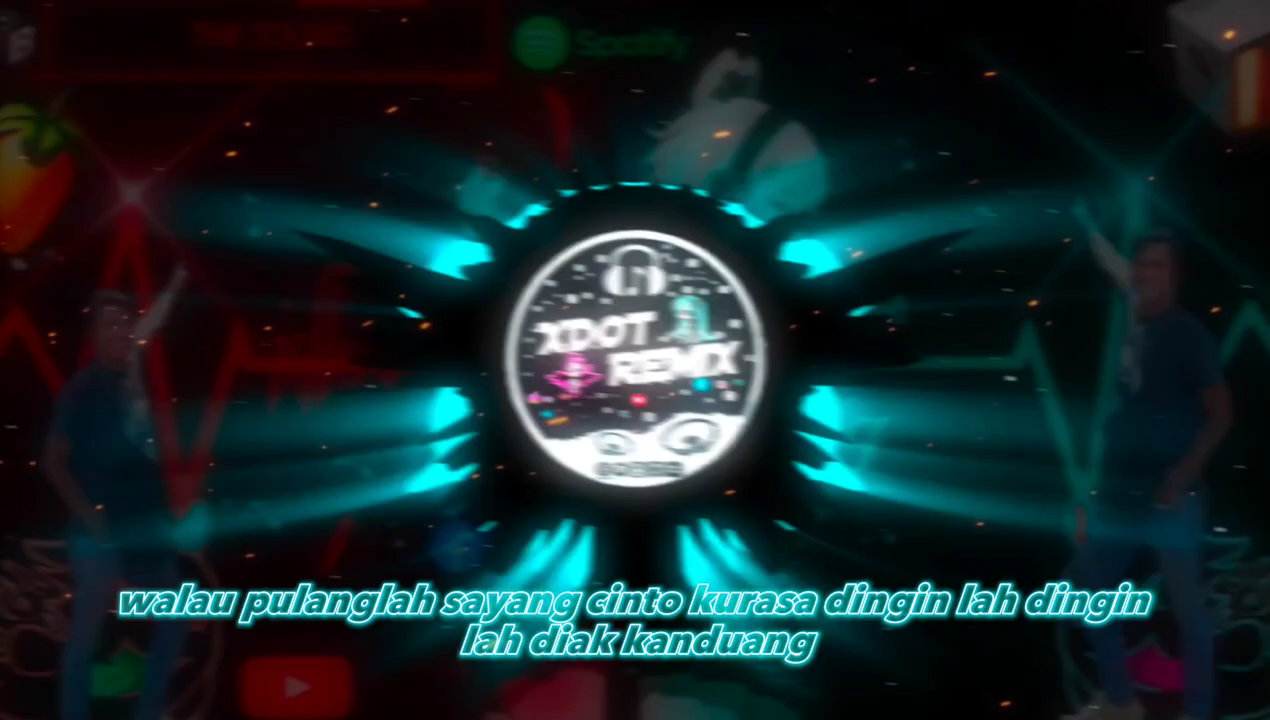 Spotify
XDOT
REMIX
walau pulanglah sayang cinto kurasa dingin lah dingin
lah diak kanduang